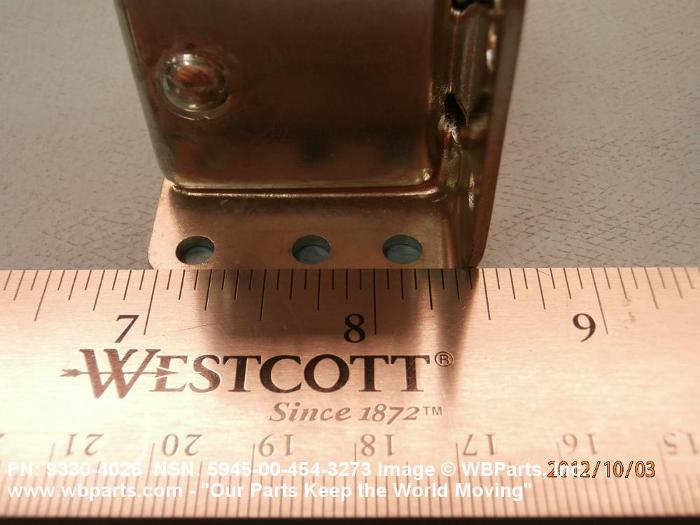 7 8 9
WESTCOTT®
Since 1872™
21 20 19 18 17 16 15
PN: 9330-4026 NSN: 5945-00-454-3273 Image © WBParts, Inc.
2012/10/03
www.wbparts.com - "Our Parts Keep the World Moving"